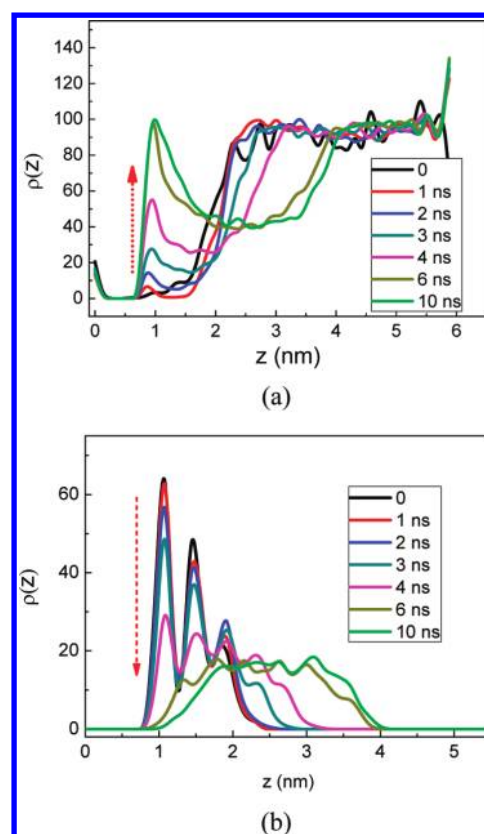 140
120
100
80
60
40
20
0
ρ(z)
0
1 ns
2 ns
3 ns
4 ns
6 ns
10 ns
0 1 2 3 4 5 6
z (nm)
(a)
60
40
20
0
ρ(z)
0
1 ns
2 ns
3 ns
4 ns
6 ns
10 ns
0 1 2 3 4 5
z (nm)
(b)